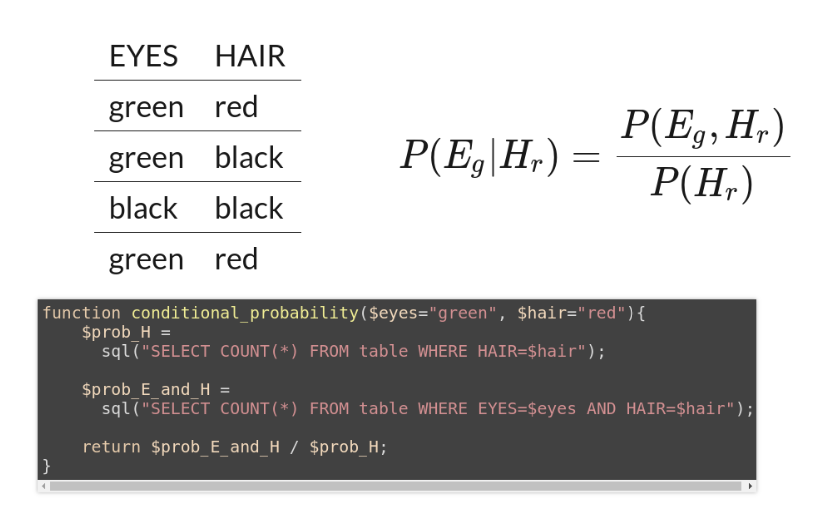 EYES HAIR
green red
green black
black black
green red
P(E_g|H_r) = P(E_g, H_r) / P(H_r)
function conditional_probability($eyes="green", $hair="red"){
    $prob_H =
      sql("SELECT COUNT(*) FROM table WHERE HAIR=$hair");
    $prob_E_and_H =
      sql("SELECT COUNT(*) FROM table WHERE EYES=$eyes AND HAIR=$hair");
    return $prob_E_and_H / $prob_H;
}